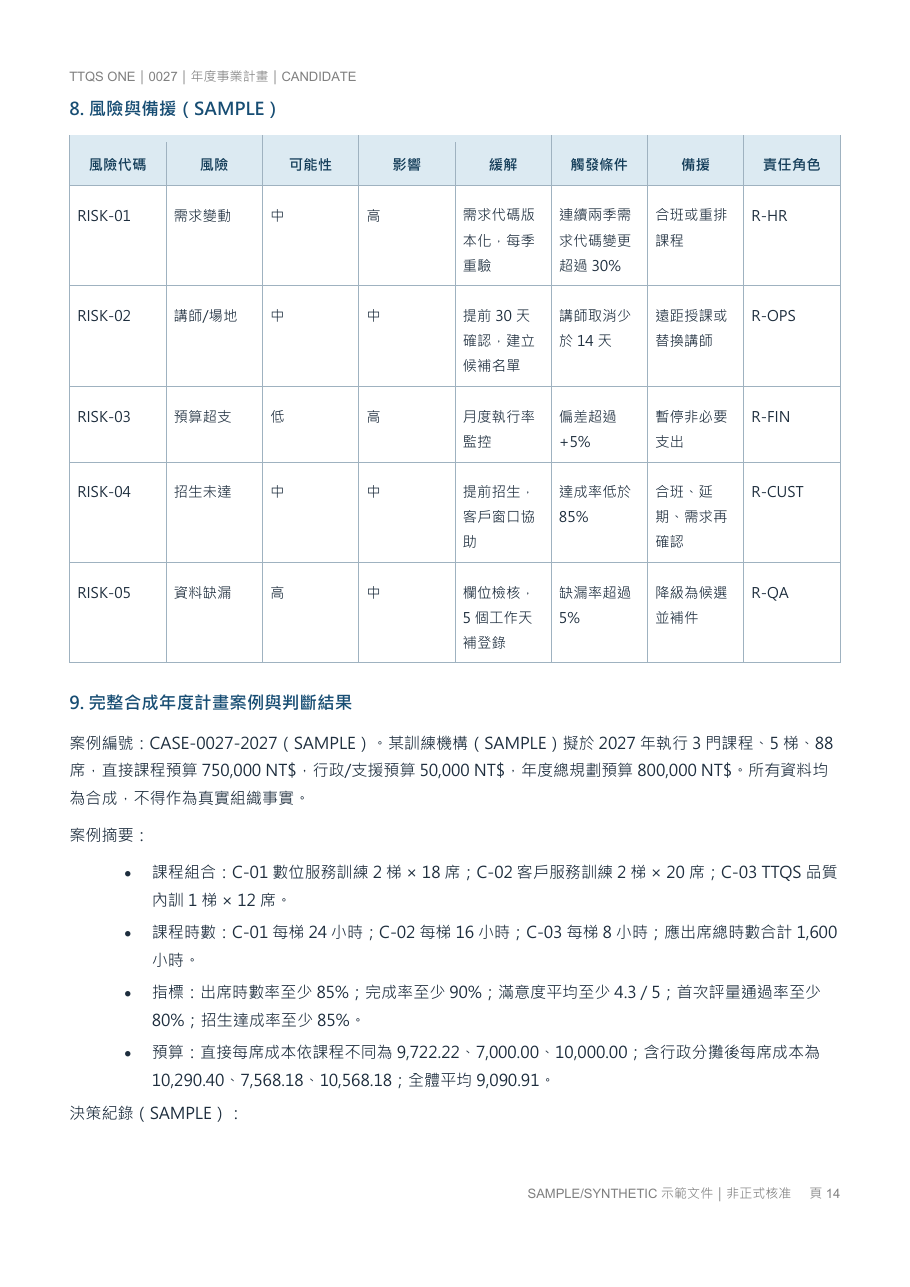 TTQS ONE | 0027 | 年度事業計畫 | CANDIDATE
8. 風險與備援（SAMPLE）
風險代碼 風險 可能性 影響 緩解 觸發條件 備援 責任角色
RISK-01 需求變動 中 高 需求代碼版 連續兩季需 合班或重排 R-HR
本化，每季 求代碼變更 課程
重驗 超過 30%
RISK-02 講師/場地 中 中 提前 30 天 講師取消少 遠距授課或 R-OPS
確認，建立 於 14 天 替換講師
候補名單
RISK-03 預算超支 低 高 月度執行率 偏差超過 暫停非必要 R-FIN
監控 +5% 支出
RISK-04 招生未達 中 中 提前招生， 達成率低於 合班、延 R-CUST
客戶窗口協 85% 期、需求再
助 確認
RISK-05 資料缺漏 高 中 欄位檢核， 缺漏率超過 降級為候選 R-QA
5 個工作天 5% 並補件
補登錄
9. 完整合成年度計畫案例與判斷結果
案例編號：CASE-0027-2027（SAMPLE）。某訓練機構（SAMPLE）擬於 2027 年執行 3 門課程、5 梯、88
席，直接課程預算 750,000 NT$，行政/支援預算 50,000 NT$，年度總規劃預算 800,000 NT$。所有資料均
為合成，不得作為真實組織事實。
案例摘要：
• 課程組合：C-01 數位服務訓練 2 梯 × 18 席；C-02 客戶服務訓練 2 梯 × 20 席；C-03 TTQS 品質
內訓 1 梯 × 12 席。
• 課程時數：C-01 每梯 24 小時；C-02 每梯 16 小時；C-03 每梯 8 小時；應出席總時數合計 1,600
小時。
• 指標：出席時數率至少 85%；完成率至少 90%；滿意度平均至少 4.3 / 5；首次評量通過率至少
80%；招生達成率至少 85%。
• 預算：直接每席成本依課程不同為 9,722.22、7,000.00、10,000.00；含行政分攤後每席成本為
10,290.40、7,568.18、10,568.18；全體平均 9,090.91。
決策紀錄（SAMPLE）：
SAMPLE/SYNTHETIC 示範文件 | 非正式核准 頁 14